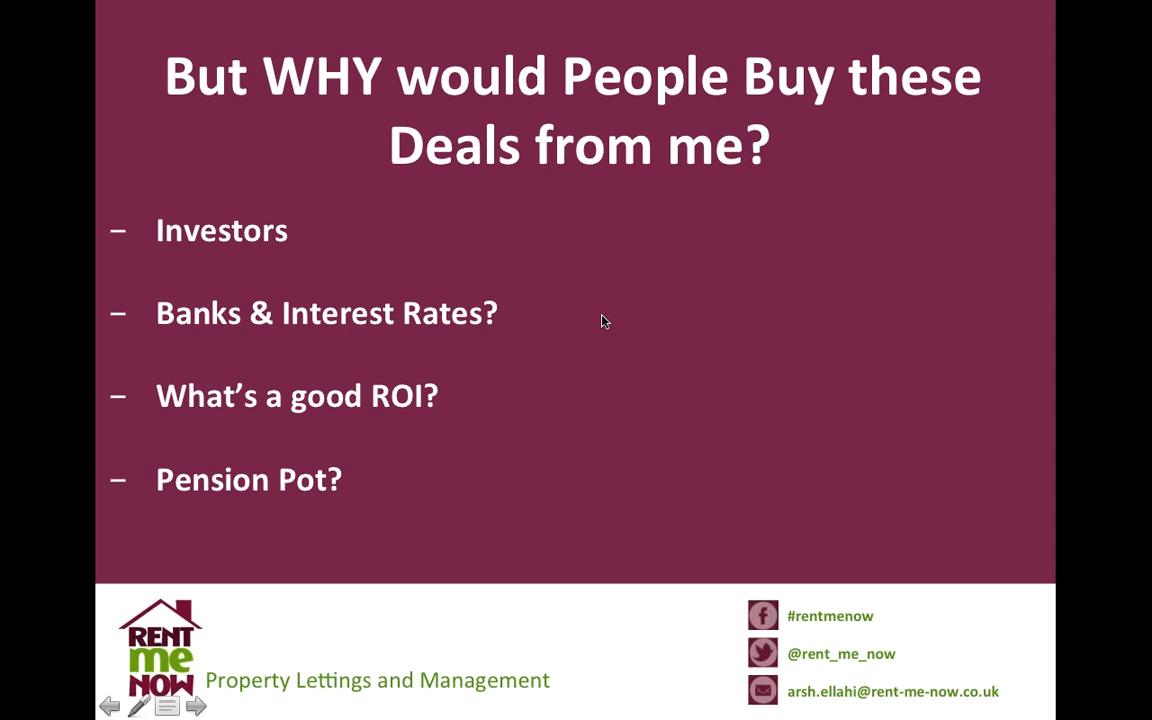 But WHY would People Buy these
Deals from me?
– Investors
– Banks & Interest Rates?
– What’s a good ROI?
– Pension Pot?
RENT
me
NOW
Property Lettings and Management
#rentmenow
@rent_me_now
arsh.ellahi@rent-me-now.co.uk